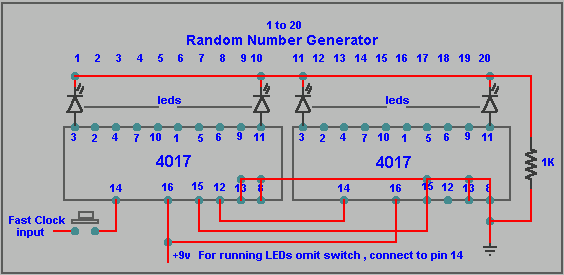 1 to 20
Random Number Generator
1 2 3 4 5 6 7 8 9 10 11 12 13 14 15 16 17 18 19 20
leds leds
3 2 4 7 10 1 5 6 9 11 3 2 4 7 10 1 5 6 9 11
4017 4017
1K
14 16 15 12 13 8 14 16 15 12 13 8
Fast Clock
input
+9v For running LEDs omit switch , connect to pin 14